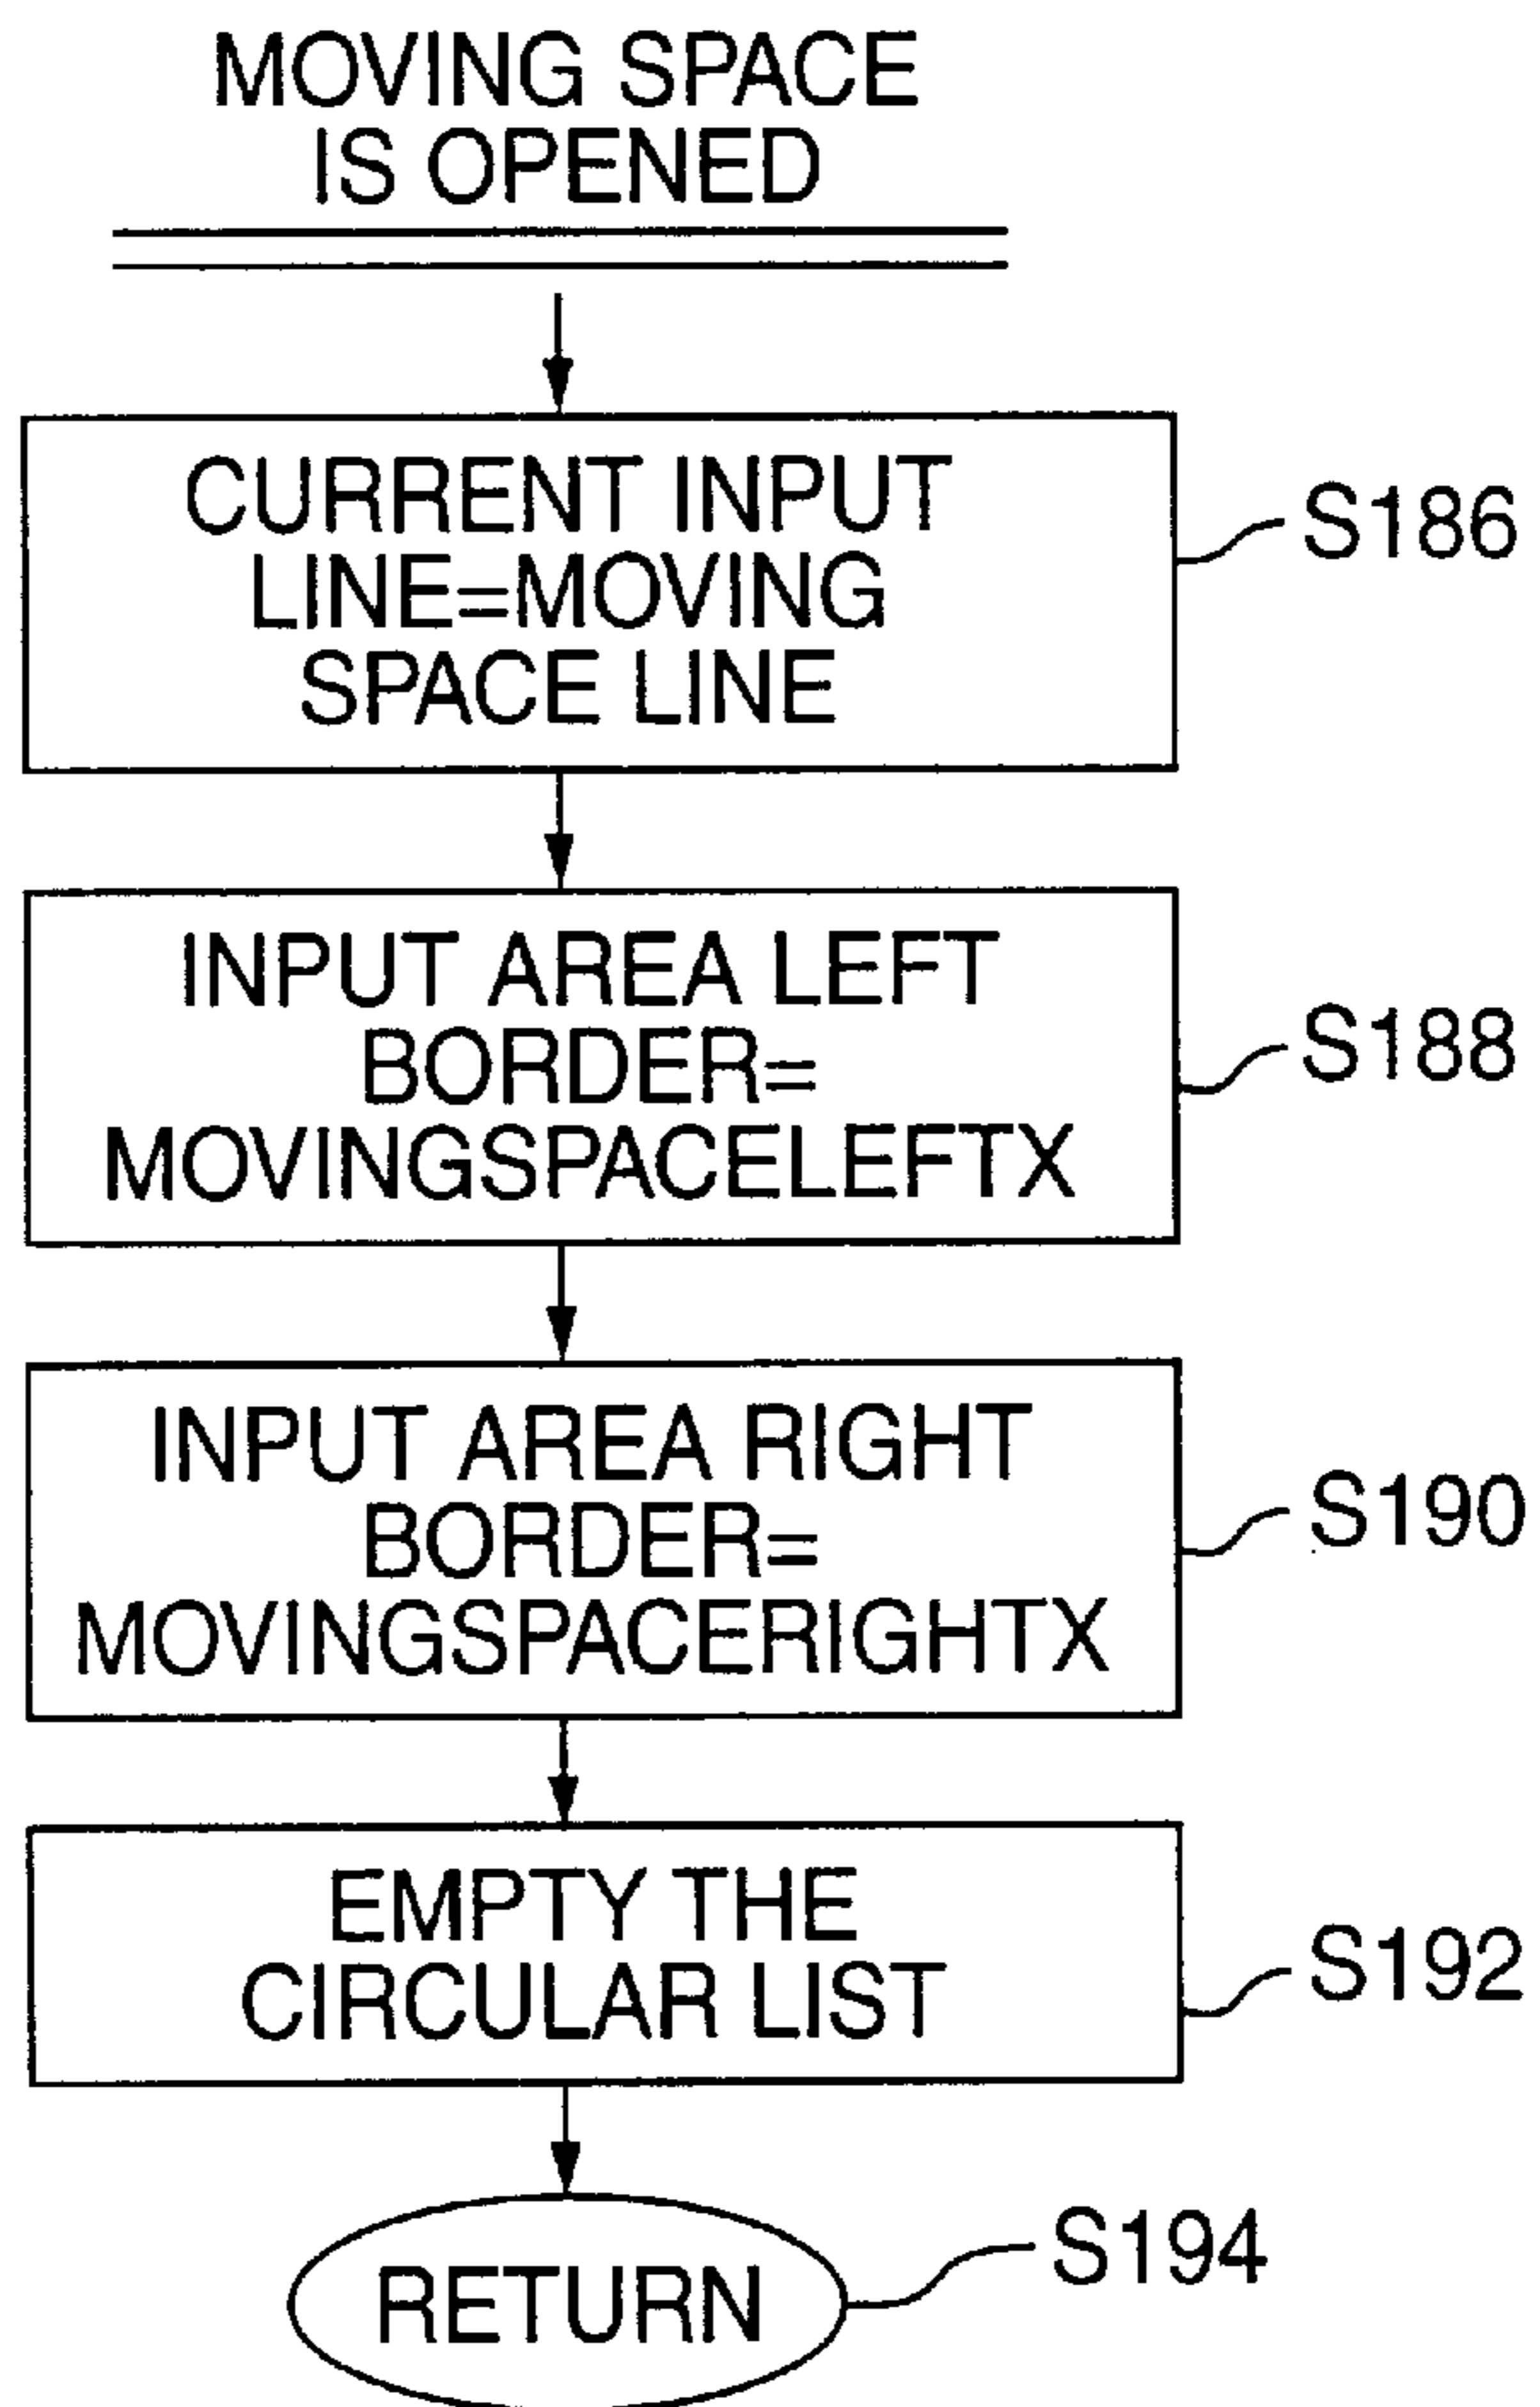 MOVING SPACE
IS OPENED
CURRENT INPUT
LINE=MOVING
SPACE LINE
S186
INPUT AREA LEFT
BORDER=
MOVINGSPACELEFTX
S188
INPUT AREA RIGHT
BORDER=
MOVINGSPACERIGHTX
S190
EMPTY THE
CIRCULAR LIST
S192
RETURN
S194